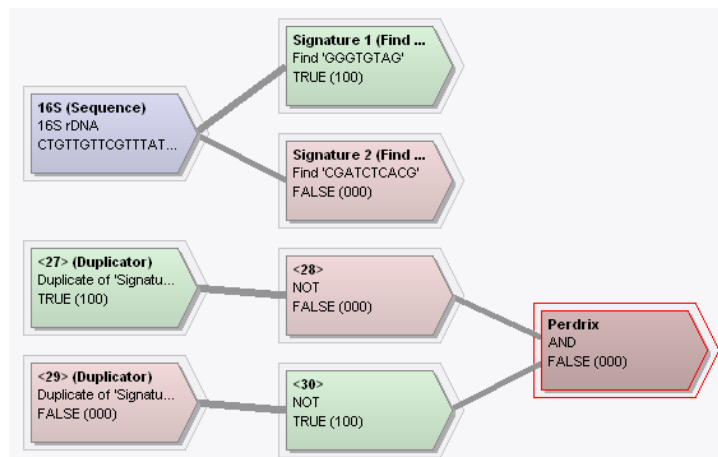 Signature 1 (Find ...
Find 'GGGTGTAG'
TRUE (100)
16S (Sequence)
16S rDNA
CTGTTGTTCGTTTAT...
Signature 2 (Find ...
Find 'CGATCTCACG'
FALSE (000)
<27> (Duplicator)
Duplicate of 'Signatu...
TRUE (100)
<28>
NOT
FALSE (000)
Perdrix
AND
FALSE (000)
<29> (Duplicator)
Duplicate of 'Signatu...
FALSE (000)
<30>
NOT
TRUE (100)